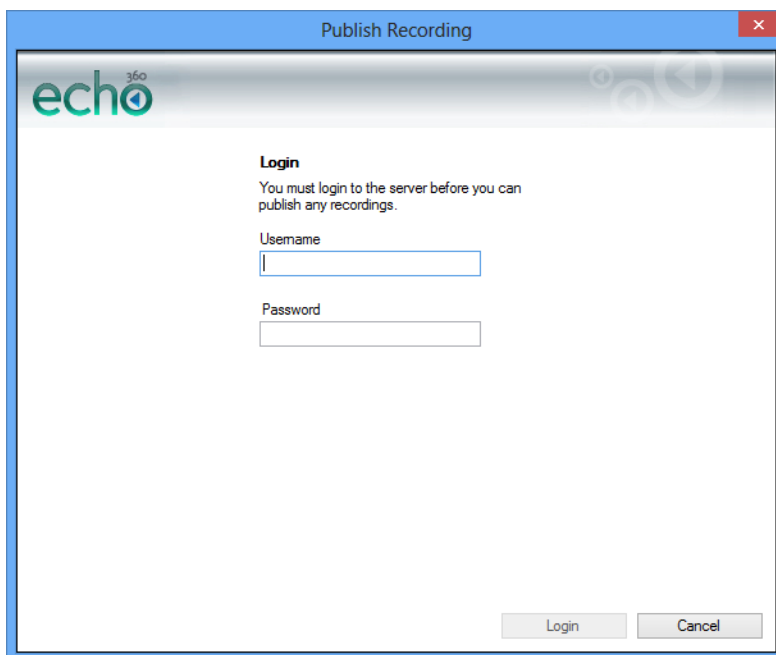 Publish Recording
echo 360
Login
You must login to the server before you can
publish any recordings.
Username
Password
Login
Cancel